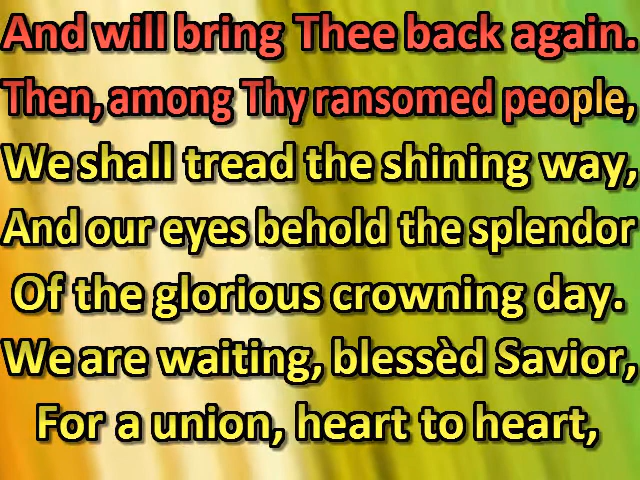 And will bring Thee back again.
Then, among Thy ransomed people,
We shall tread the shining way,
And our eyes behold the splendor
Of the glorious crowning day.
We are waiting, blessèd Savior,
For a union, heart to heart,